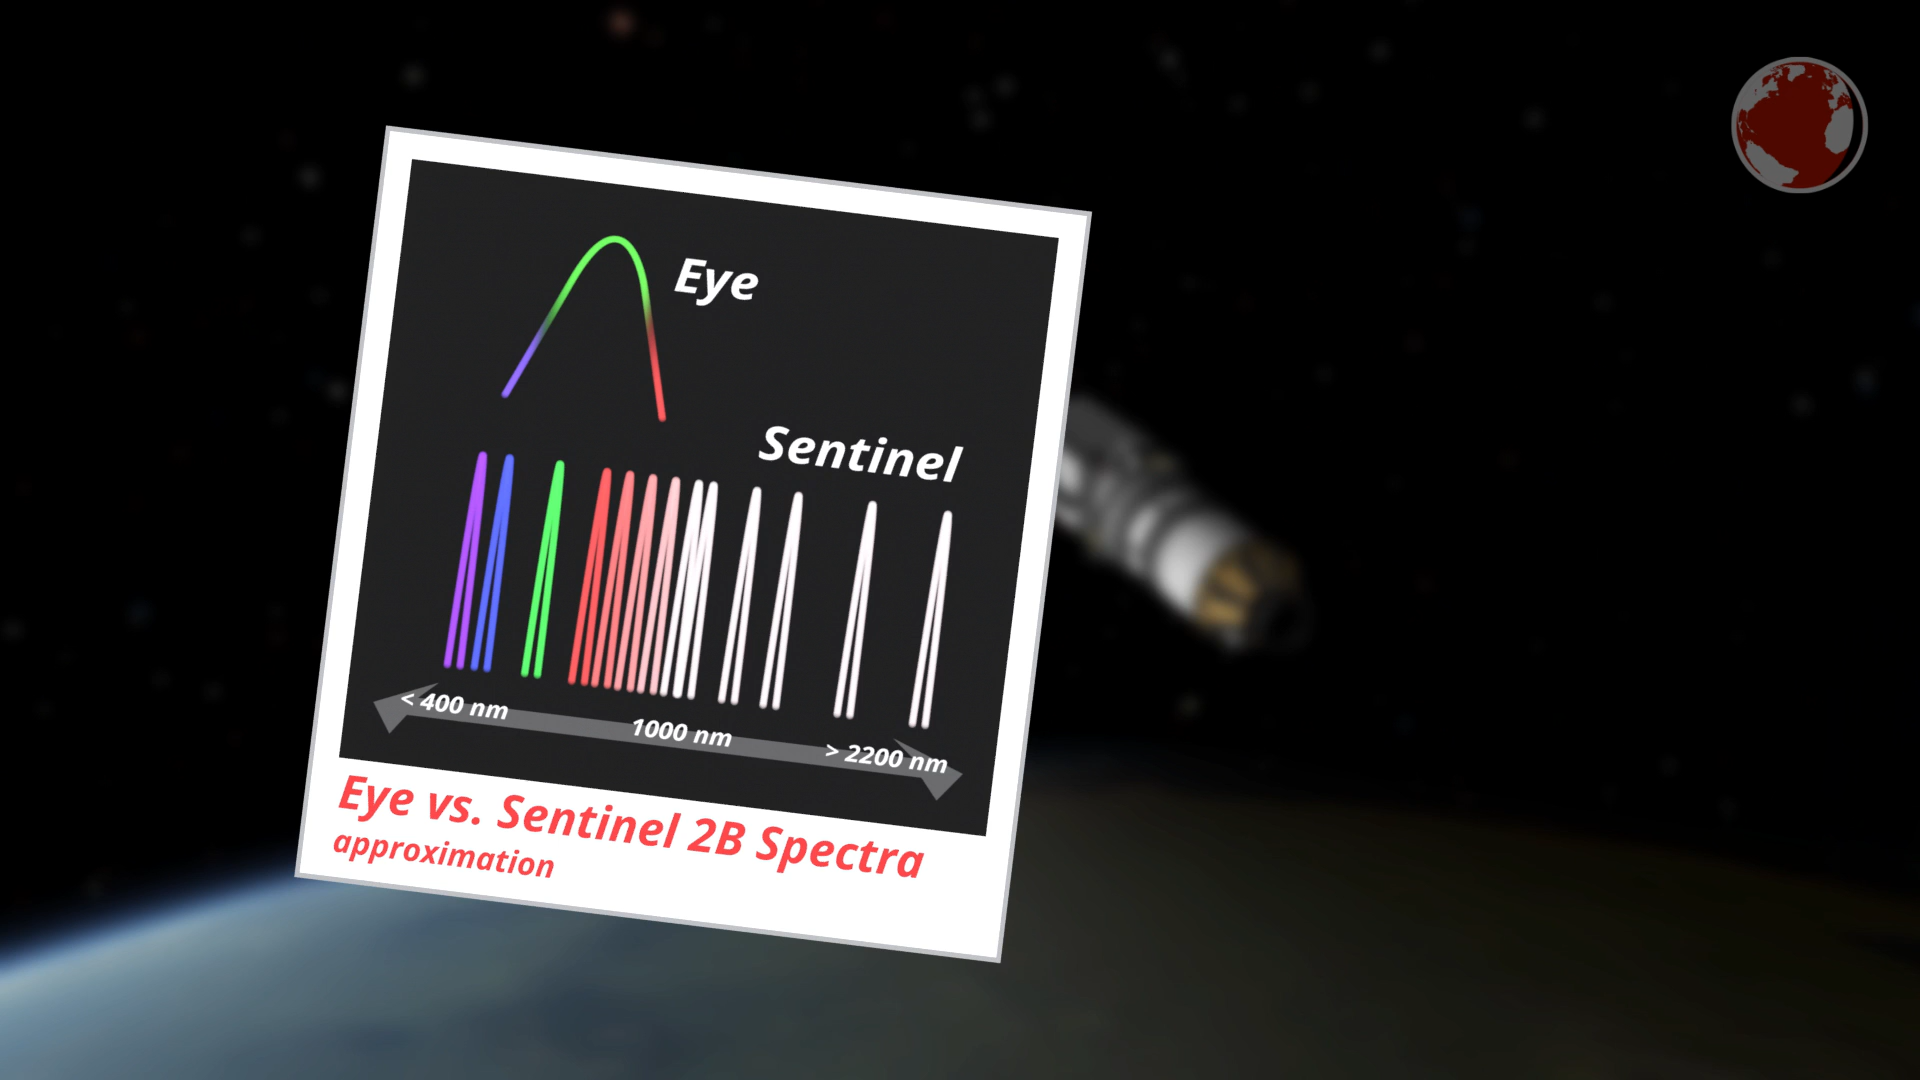 Eye
Sentinel
< 400 nm
1000 nm
> 2200 nm
Eye vs. Sentinel 2B Spectra
approximation